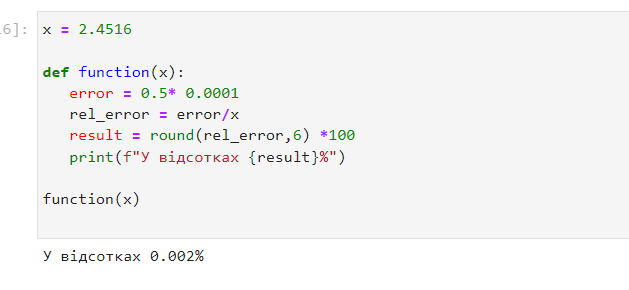 6]:
x = 2.4516
def function(x):
error = 0.5* 0.0001
rel_error = error/x
result = round(rel_error,6) *100
print(f"У відсотках {result}%")
function(x)
У відсотках 0.002%